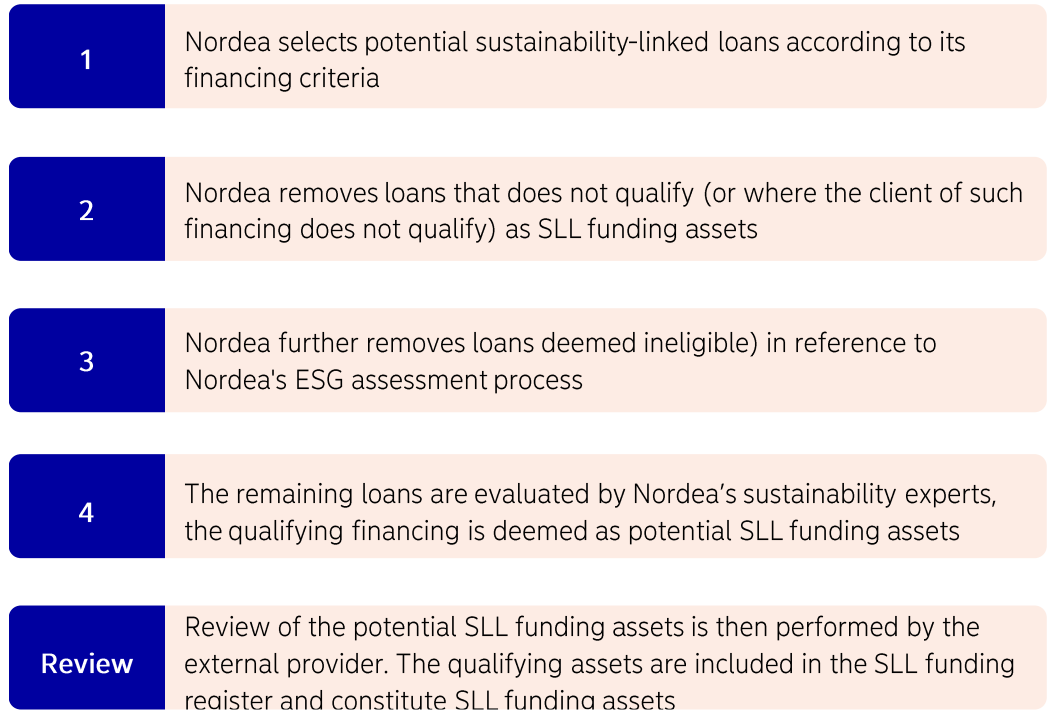 1
Nordea selects potential sustainability-linked loans according to its
financing criteria
2
Nordea removes loans that does not qualify (or where the client of such
financing does not qualify) as SLL funding assets
3
Nordea further removes loans deemed ineligible) in reference to
Nordea's ESG assessment process
4
The remaining loans are evaluated by Nordea’s sustainability experts,
the qualifying financing is deemed as potential SLL funding assets
Review
Review of the potential SLL funding assets is then performed by the
external provider. The qualifying assets are included in the SLL funding
register and constitute SLL funding assets